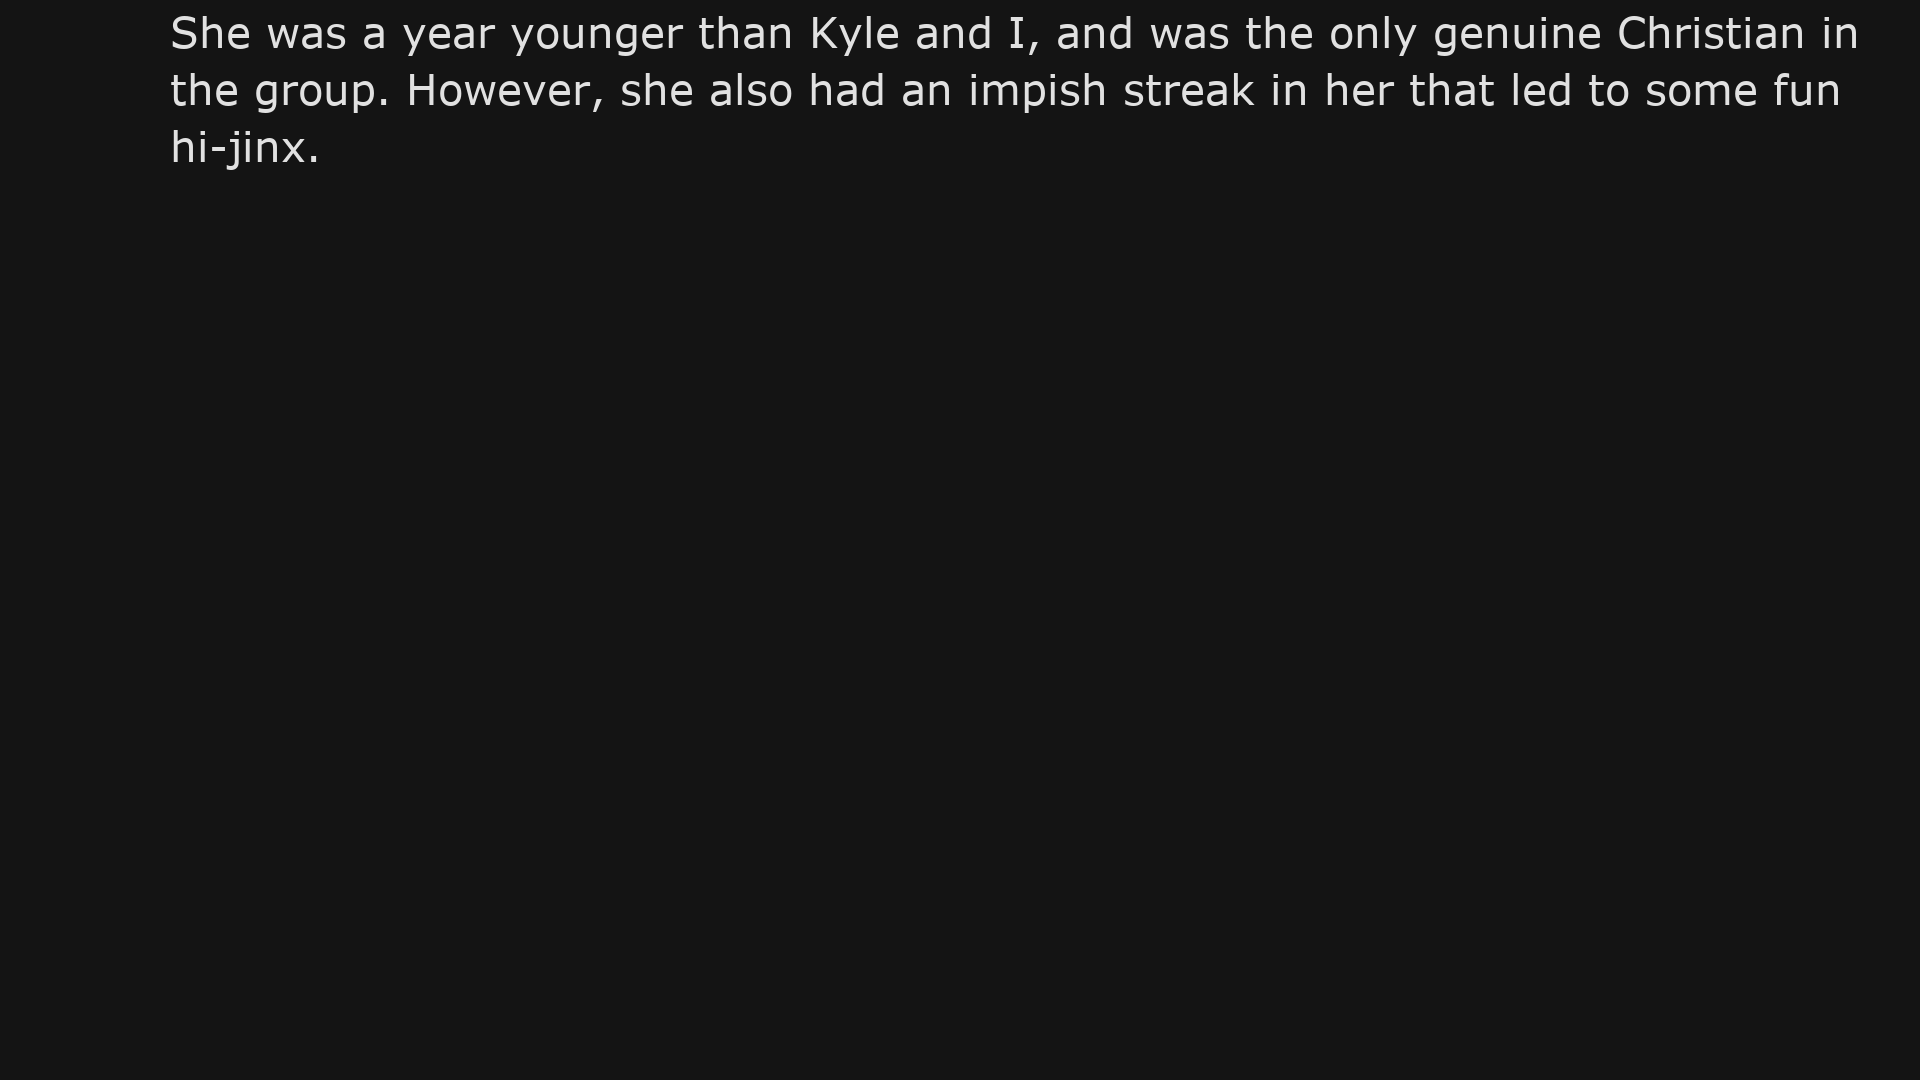 She was a year younger than Kyle and I, and was the only genuine Christian in
the group. However, she also had an impish streak in her that led to some fun
hi-jinx.